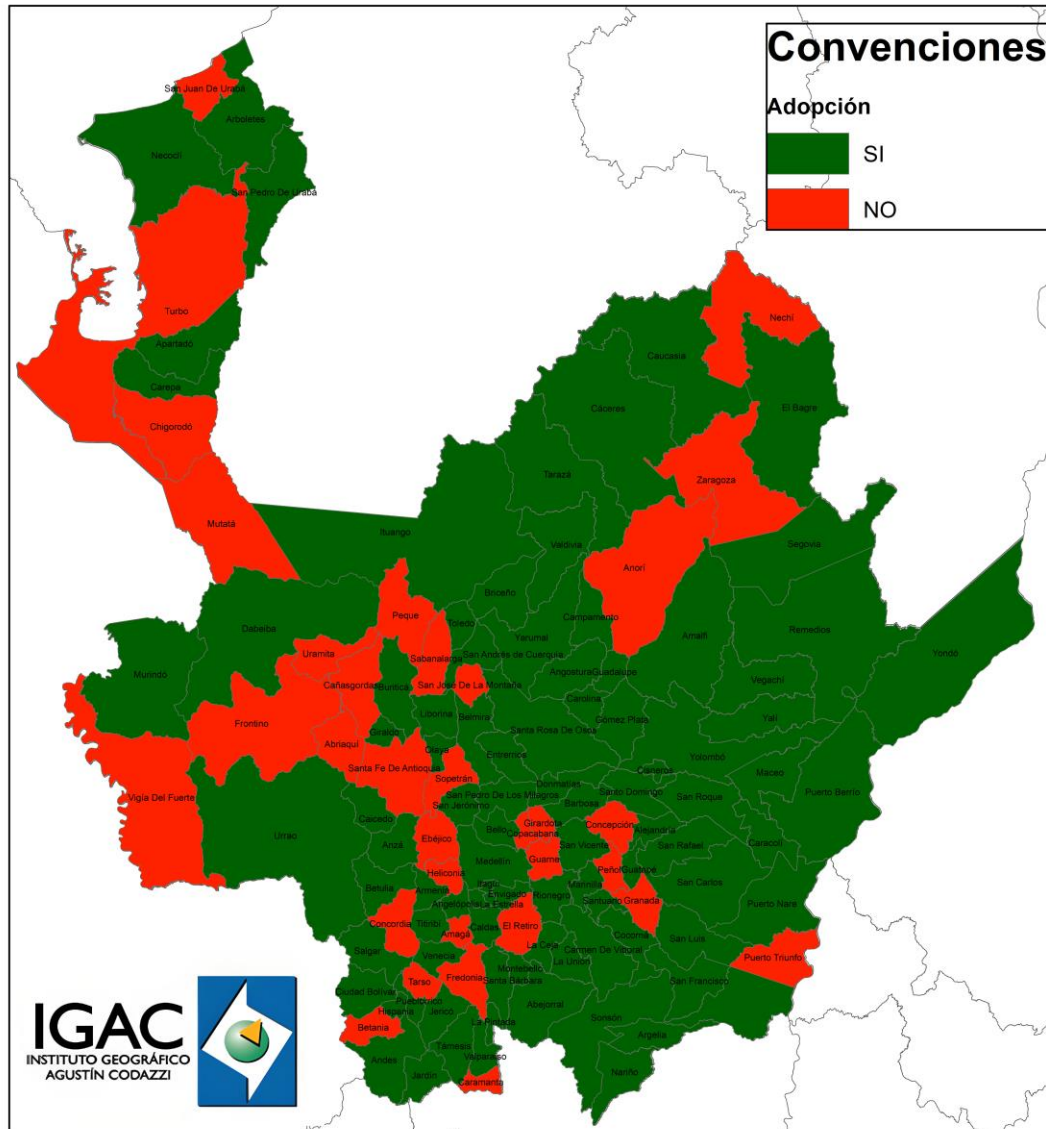 Convenciones
Adopción
SI
NO
San Juan De Urabá
Arboletes
Necoclí
San Pedro De Urabá
Turbo
Apartadó
Carepa
Chigorodó
Mutatá
Nechí
Caucasia
Cáceres
El Bagre
Zaragoza
Tarazá
Ituango
Valdivia
Segovia
Anorí
Briceño
Peque
Toledo
Campamento
Dabeiba
Yarumal
Amalfi
Remedios
Yondó
Uramita
Sabanalarga
San Andrés de Cuerquia
Murindó
Cañasgordas
Buriticá
San José De La Montaña
Angostura
Guadalupe
Vegachí
Carolina
Frontino
Liborina
Belmira
Gómez Plata
Yalí
Giraldo
Santa Rosa De Osos
Abriaquí
Olaya
Entrerrios
Yolombó
Santa Fe De Antioquia
Sopetrán
Cisneros
Maceo
Donmatías
Vigía Del Fuerte
San Pedro De Los Milagros
Santo Domingo
San Roque
Puerto Berrío
San Jerónimo
Barbosa
Caicedo
Girardota
Concepción
Urrao
Ebéjico
Bello
Copacabana
Alejandría
Anzá
San Vicente
San Rafael
Caracolí
Medellín
Guarne
Heliconia
Peñol
Guatapé
Betulia
Armenia
Itagüí
Marinilla
San Carlos
Envigado
Rionegro
Angelópolis
La Estrella
Santuario
Granada
Puerto Nare
Concordia
Titiribí
Caldas
El Retiro
Amagá
Cocorná
San Luis
Salgar
Venecia
La Ceja
Carmen De Viboral
La Unión
Puerto Triunfo
Montebello
Tarso
Fredonia
Santa Bárbara
San Francisco
Ciudad Bolívar
Pueblorrico
Hispania
Jericó
Abejorral
Betania
La Pintada
Sonsón
Argelia
Támesis
Valparaiso
Andes
Jardín
Caramanta
Nariño
IGAC
INSTITUTO GEOGRÁFICO
AGUSTÍN CODAZZI